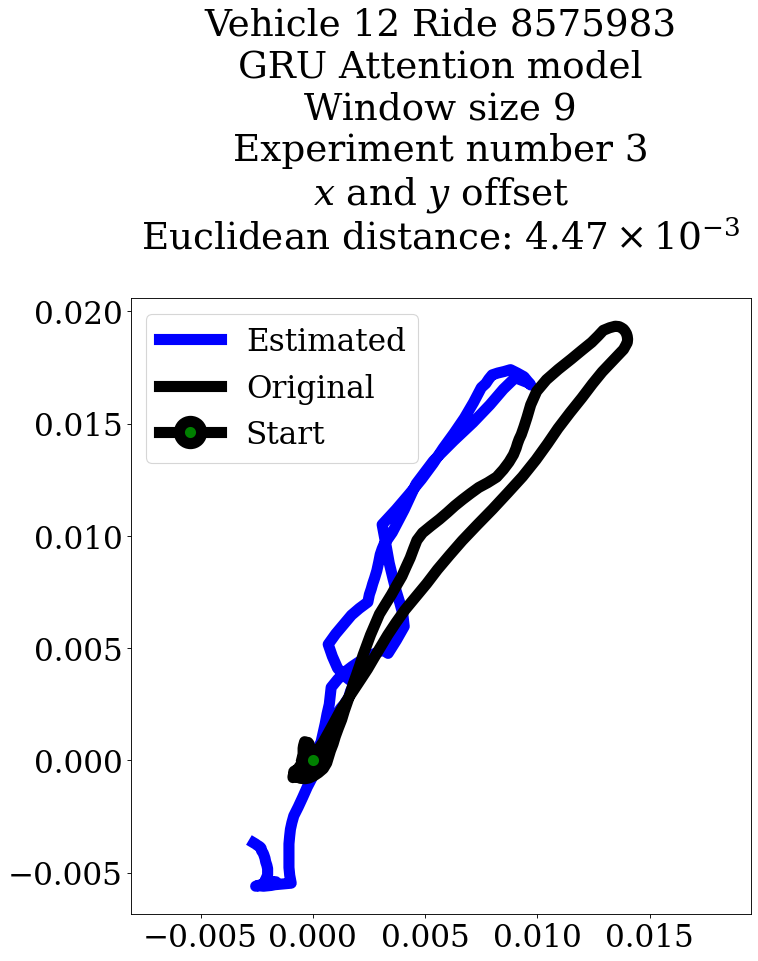 Vehicle 12 Ride 8575983
GRU Attention model
Window size 9
Experiment number 3
x and y offset
Euclidean distance: 4.47 × 10⁻³
Estimated
Original
Start
0.020
0.015
0.010
0.005
0.000
−0.005
−0.005 0.000 0.005 0.010 0.015